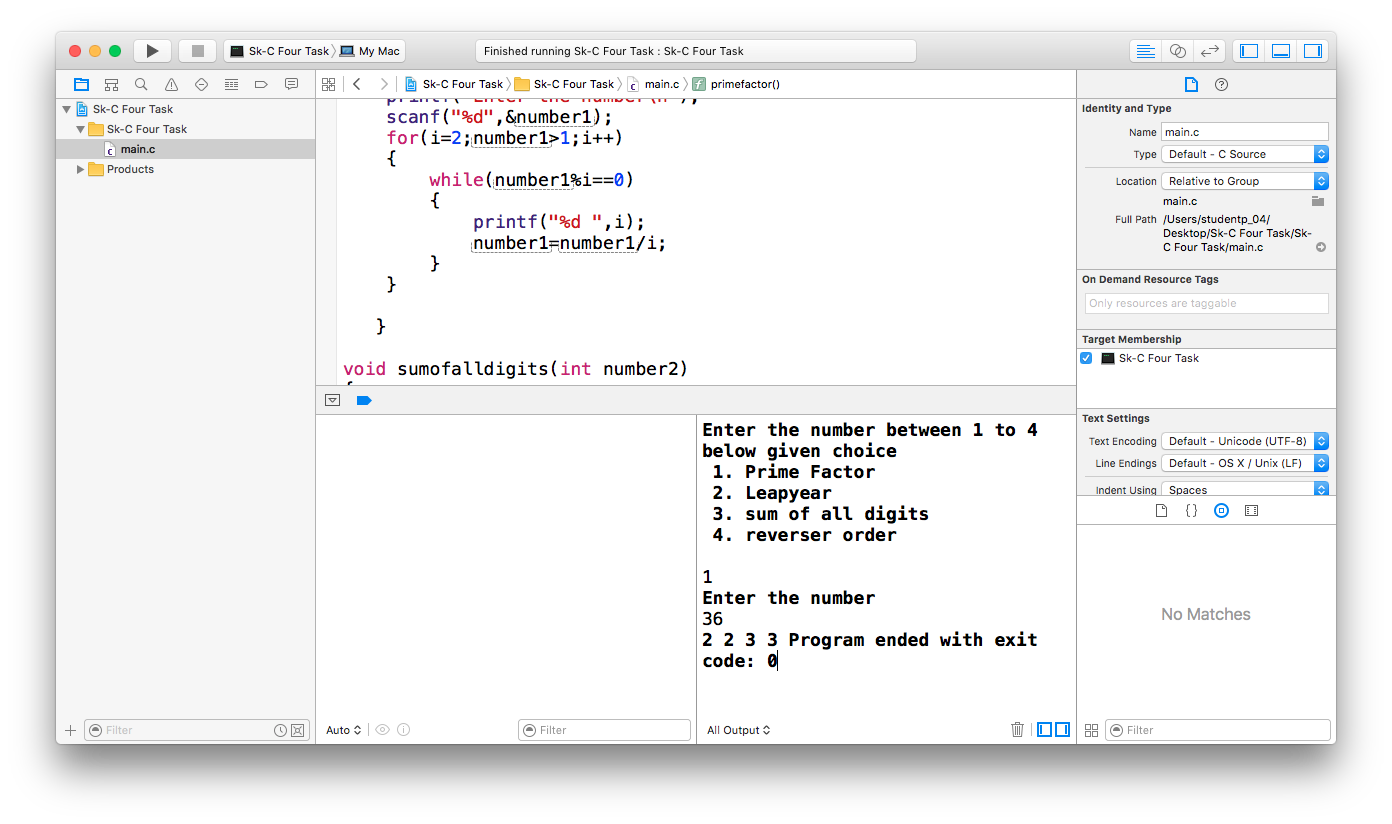 Sk-C Four Task
My Mac
Finished running Sk-C Four Task : Sk-C Four Task
Sk-C Four Task
Sk-C Four Task
main.c
primefactor()
Sk-C Four Task
Sk-C Four Task
main.c
Products
printf("Enter the number\n");
scanf("%d",&number1);
for(i=2;number1>1;i++)
{
while(number1%i==0)
{
printf("%d ",i);
number1=number1/i;
}
}
}
void sumofalldigits(int number2)
{
Enter the number between 1 to 4
below given choice
1. Prime Factor
2. Leapyear
3. sum of all digits
4. reverser order
1
Enter the number
36
2 2 3 3 Program ended with exit
code: 0
Identity and Type
Name main.c
Type Default - C Source
Location Relative to Group
main.c
Full Path /Users/studentp_04/
Desktop/Sk-C Four Task/Sk-
C Four Task/main.c
On Demand Resource Tags
Only resources are taggable
Target Membership
Sk-C Four Task
Text Settings
Text Encoding Default - Unicode (UTF-8)
Line Endings Default - OS X / Unix (LF)
Indent Using Spaces
No Matches
Filter
Auto
Filter
All Output
Filter